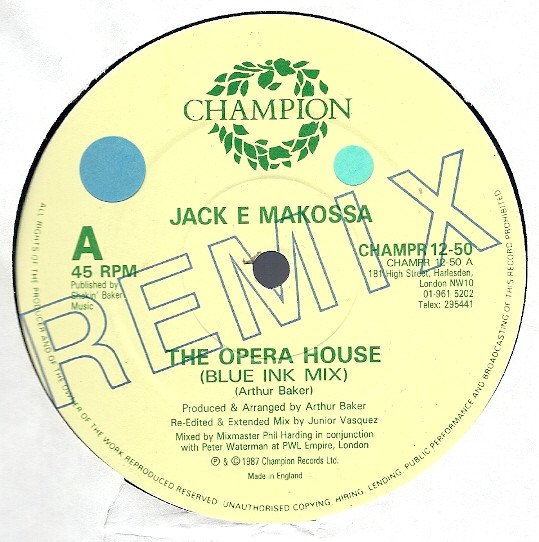 CHAMPION
JACK E MAKOSSA
A
45 RPM
Published by
Shakin' Baker
Music
CHAMPR 12-50
CHAMPR 12 50 A
181 High Street, Harlesden,
London NW10
01-961 5202
Telex: 295441
REMIX
THE OPERA HOUSE
(BLUE INK MIX)
(Arthur Baker)
Produced & Arranged by Arthur Baker
Re-Edited & Extended Mix by Junior Vasquez
Mixed by Mixmaster Phil Harding in conjunction
with Peter Waterman at PWL Empire, London
℗ & © 1987 Champion Records Ltd.
Made in England
ALL RIGHTS OF THE PRODUCER AND OF THE OWNER OF THE WORK REPRODUCED RESERVED. UNAUTHORISED COPYING, HIRING, LENDING, PUBLIC PERFORMANCE AND BROADCASTING OF THIS RECORD PROHIBITED